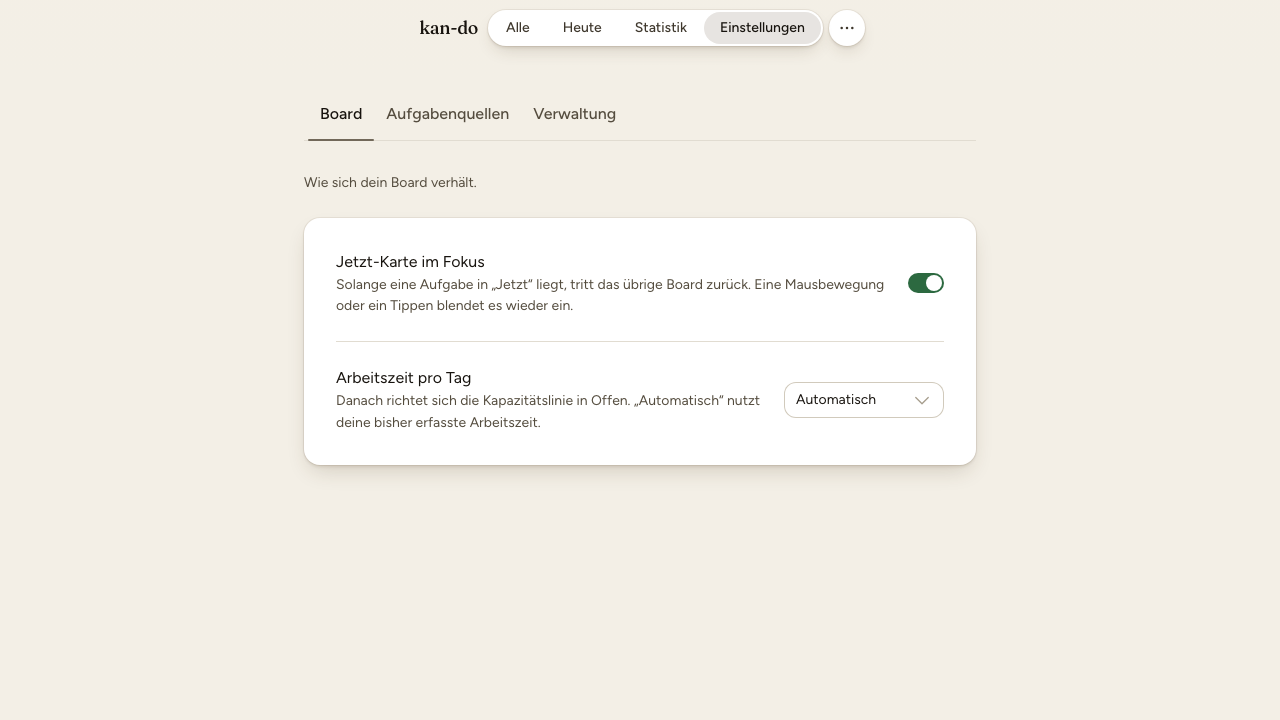 kan-do
Alle
Heute
Statistik
Einstellungen
Board
Aufgabenquellen
Verwaltung
Wie sich dein Board verhält.
Jetzt-Karte im Fokus
Solange eine Aufgabe in „Jetzt“ liegt, tritt das übrige Board zurück. Eine Mausbewegung
oder ein Tippen blendet es wieder ein.
Arbeitszeit pro Tag
Danach richtet sich die Kapazitätslinie in Offen. „Automatisch“ nutzt
deine bisher erfasste Arbeitszeit.
Automatisch